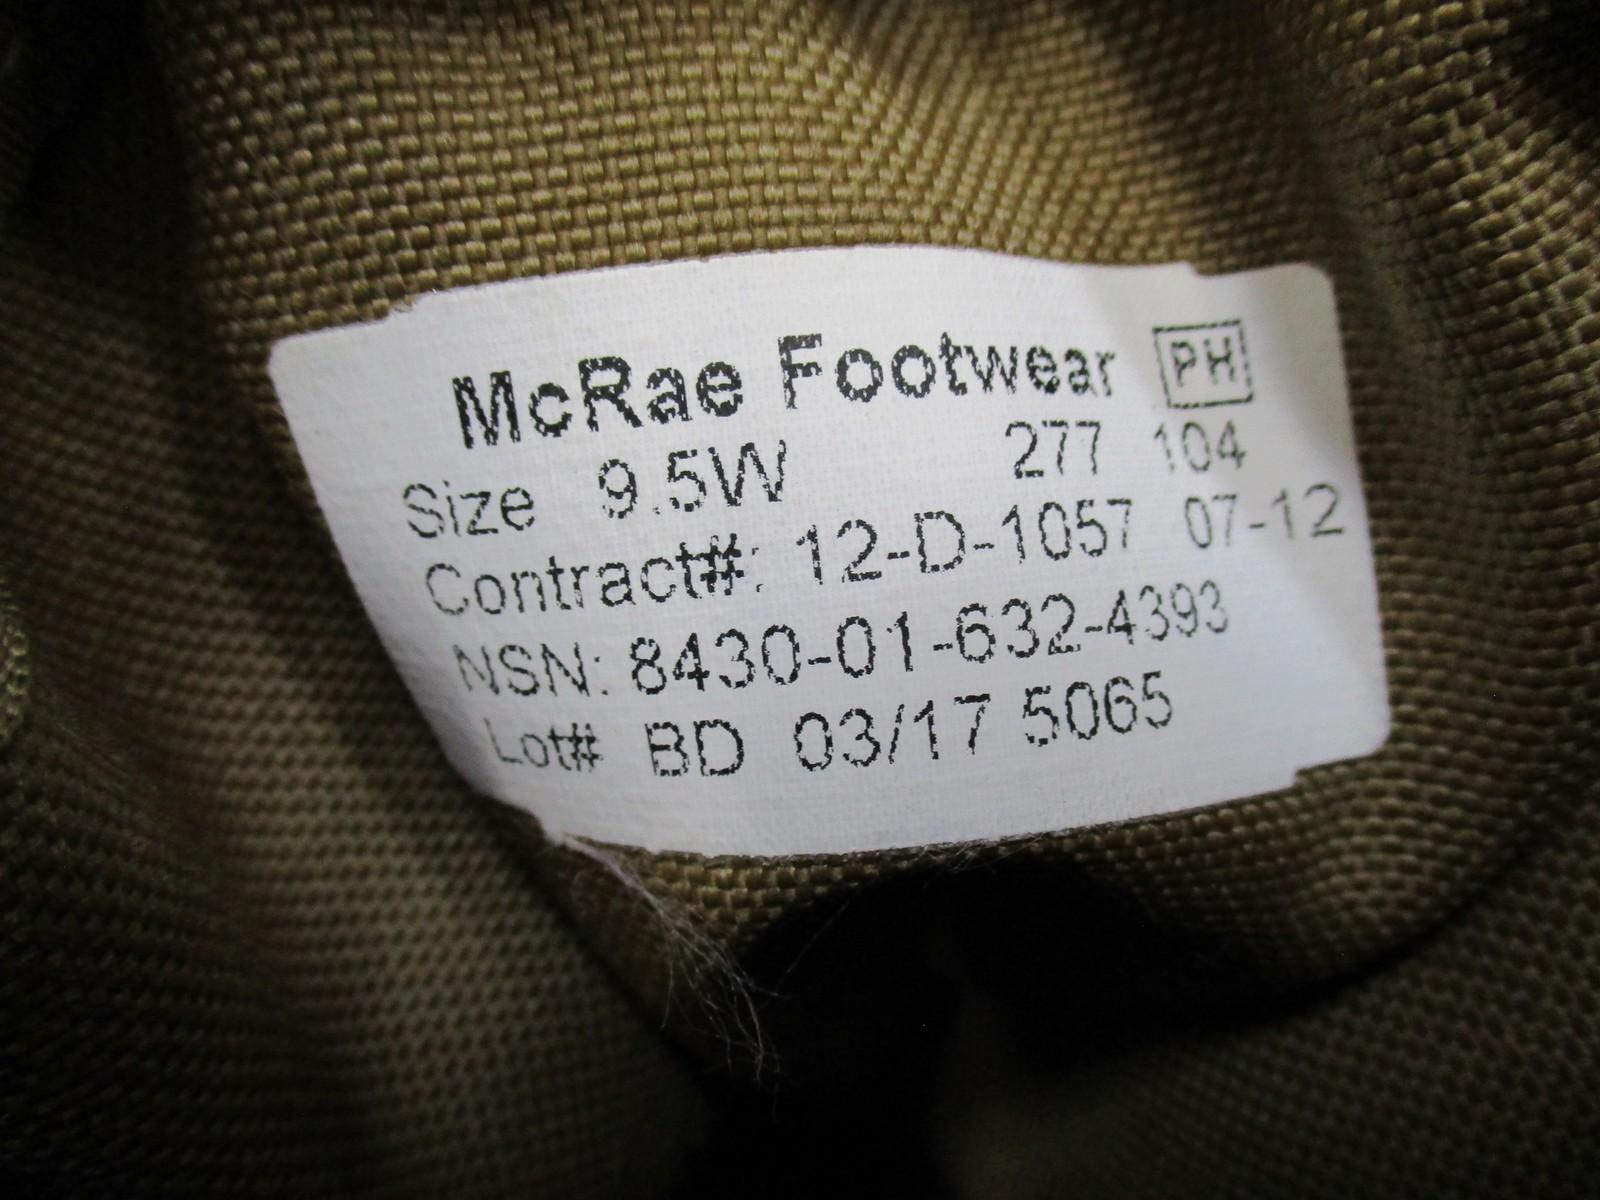 McRae Footwear PH
Size 9.5W 277 104
Contract#: 12-D-1057 07-12
NSN: 8430-01-632-4393
Lot# BD 03/17 5065